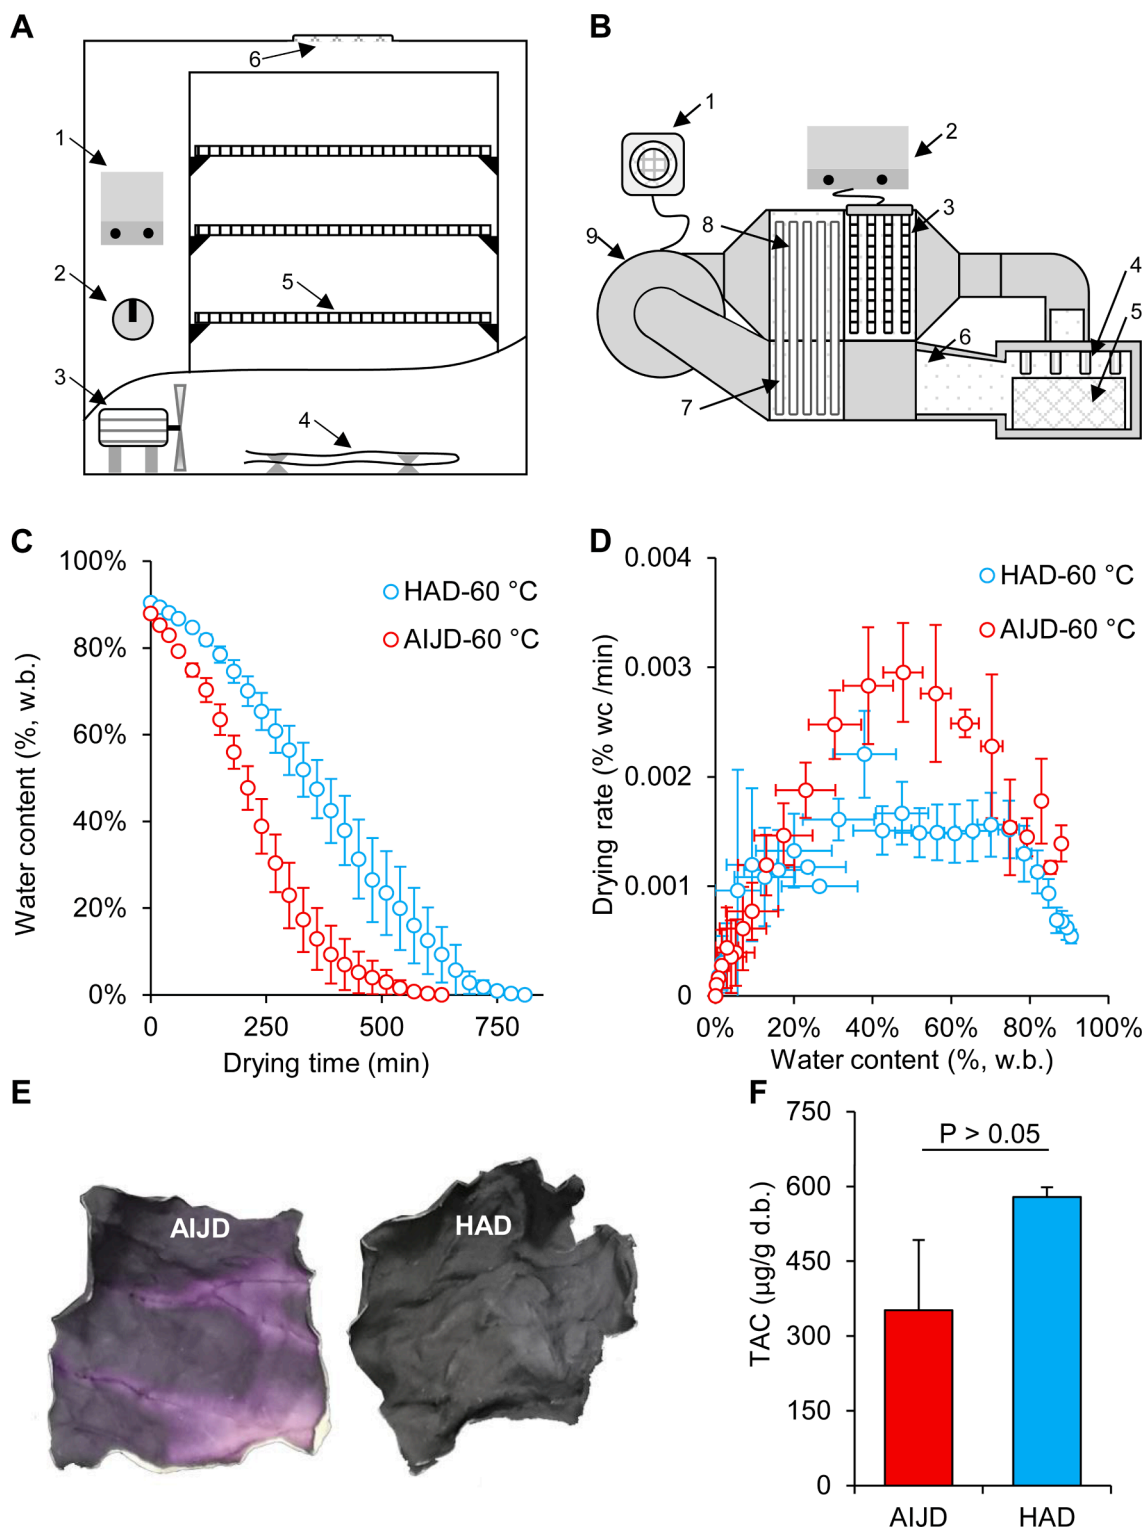 A
6
1
2
5
3
4
B
1
2
8
3
9
4
5
6
7
C
100%
80%
60%
40%
20%
0%
Water content (%, w.b.)
HAD-60 °C
AIJD-60 °C
0
250
500
750
Drying time (min)
D
0.004
0.003
0.002
0.001
0
Drying rate (% wc /min)
HAD-60 °C
AIJD-60 °C
0%
20%
40%
60%
80%
100%
Water content (%, w.b.)
E
AIJD
HAD
F
750
600
450
300
150
0
TAC (µg/g d.b.)
P > 0.05
AIJD
HAD